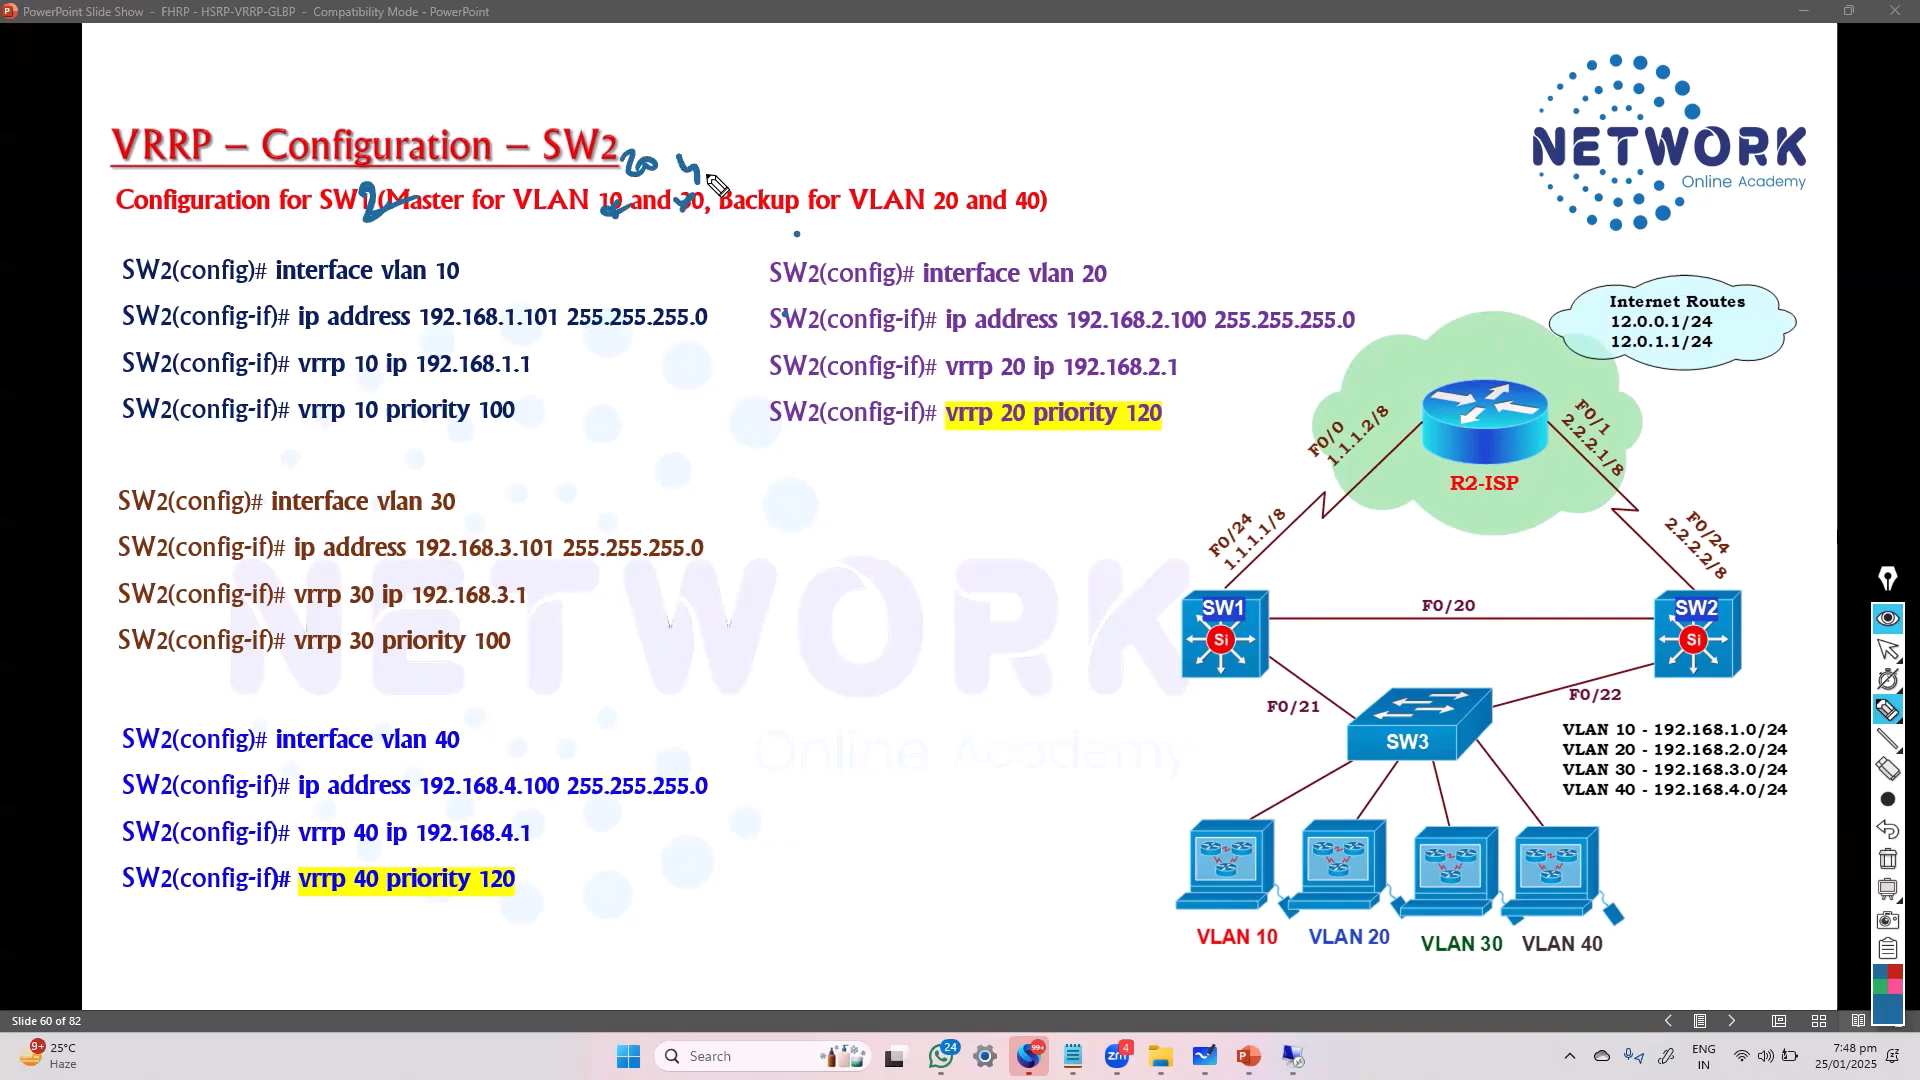 PowerPoint Slide Show - FHRP - HSRP-VRRP-GLBP - Compatibility Mode - PowerPoint
NETWORK
Online Academy
VRRP – Configuration – SW2
20 4
Configuration for SW1 (Master for VLAN 10 and 30, Backup for VLAN 20 and 40)
2
SW2(config)# interface vlan 10
SW2(config-if)# ip address 192.168.1.101 255.255.255.0
SW2(config-if)# vrrp 10 ip 192.168.1.1
SW2(config-if)# vrrp 10 priority 100
SW2(config)# interface vlan 20
SW2(config-if)# ip address 192.168.2.100 255.255.255.0
SW2(config-if)# vrrp 20 ip 192.168.2.1
SW2(config-if)# vrrp 20 priority 120
SW2(config)# interface vlan 30
SW2(config-if)# ip address 192.168.3.101 255.255.255.0
SW2(config-if)# vrrp 30 ip 192.168.3.1
SW2(config-if)# vrrp 30 priority 100
SW2(config)# interface vlan 40
SW2(config-if)# ip address 192.168.4.100 255.255.255.0
SW2(config-if)# vrrp 40 ip 192.168.4.1
SW2(config-if)# vrrp 40 priority 120
NETWORK
Online Academy
Internet Routes
12.0.0.1/24
12.0.1.1/24
F0/0
1.1.1.2/8
F0/1
2.2.2.1/8
R2-ISP
F0/24
1.1.1.1/8
F0/24
2.2.2.2/8
SW1
Si
F0/20
SW2
Si
F0/21
F0/22
SW3
VLAN 10 - 192.168.1.0/24
VLAN 20 - 192.168.2.0/24
VLAN 30 - 192.168.3.0/24
VLAN 40 - 192.168.4.0/24
VLAN 10
VLAN 20
VLAN 30
VLAN 40
Slide 60 of 82
9+
25°C
Haze
Search
24
99+
4
ENG
IN
7:48 pm
25/01/2025